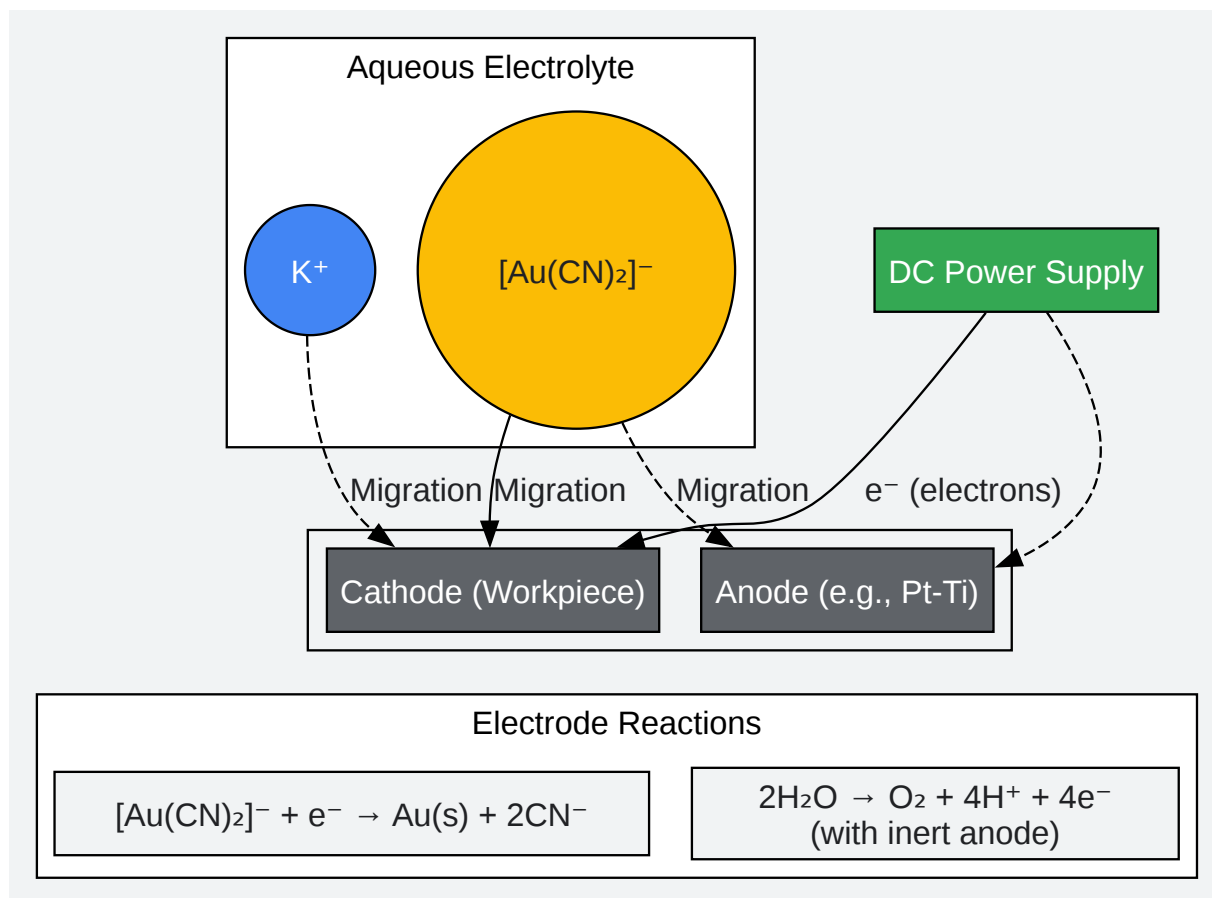 Aqueous Electrolyte
K⁺
[Au(CN)₂]⁻
DC Power Supply
Migration
Migration
Migration
e⁻ (electrons)
Cathode (Workpiece)
Anode (e.g., Pt-Ti)
Electrode Reactions
[Au(CN)₂]⁻ + e⁻ → Au(s) + 2CN⁻
2H₂O → O₂ + 4H⁺ + 4e⁻
(with inert anode)